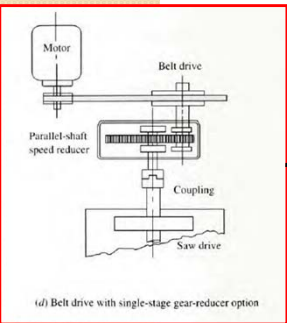 Motor
Belt drive
Parallel-shaft
speed reducer
Coupling
Saw drive
(d) Belt drive with single-stage gear-reducer option